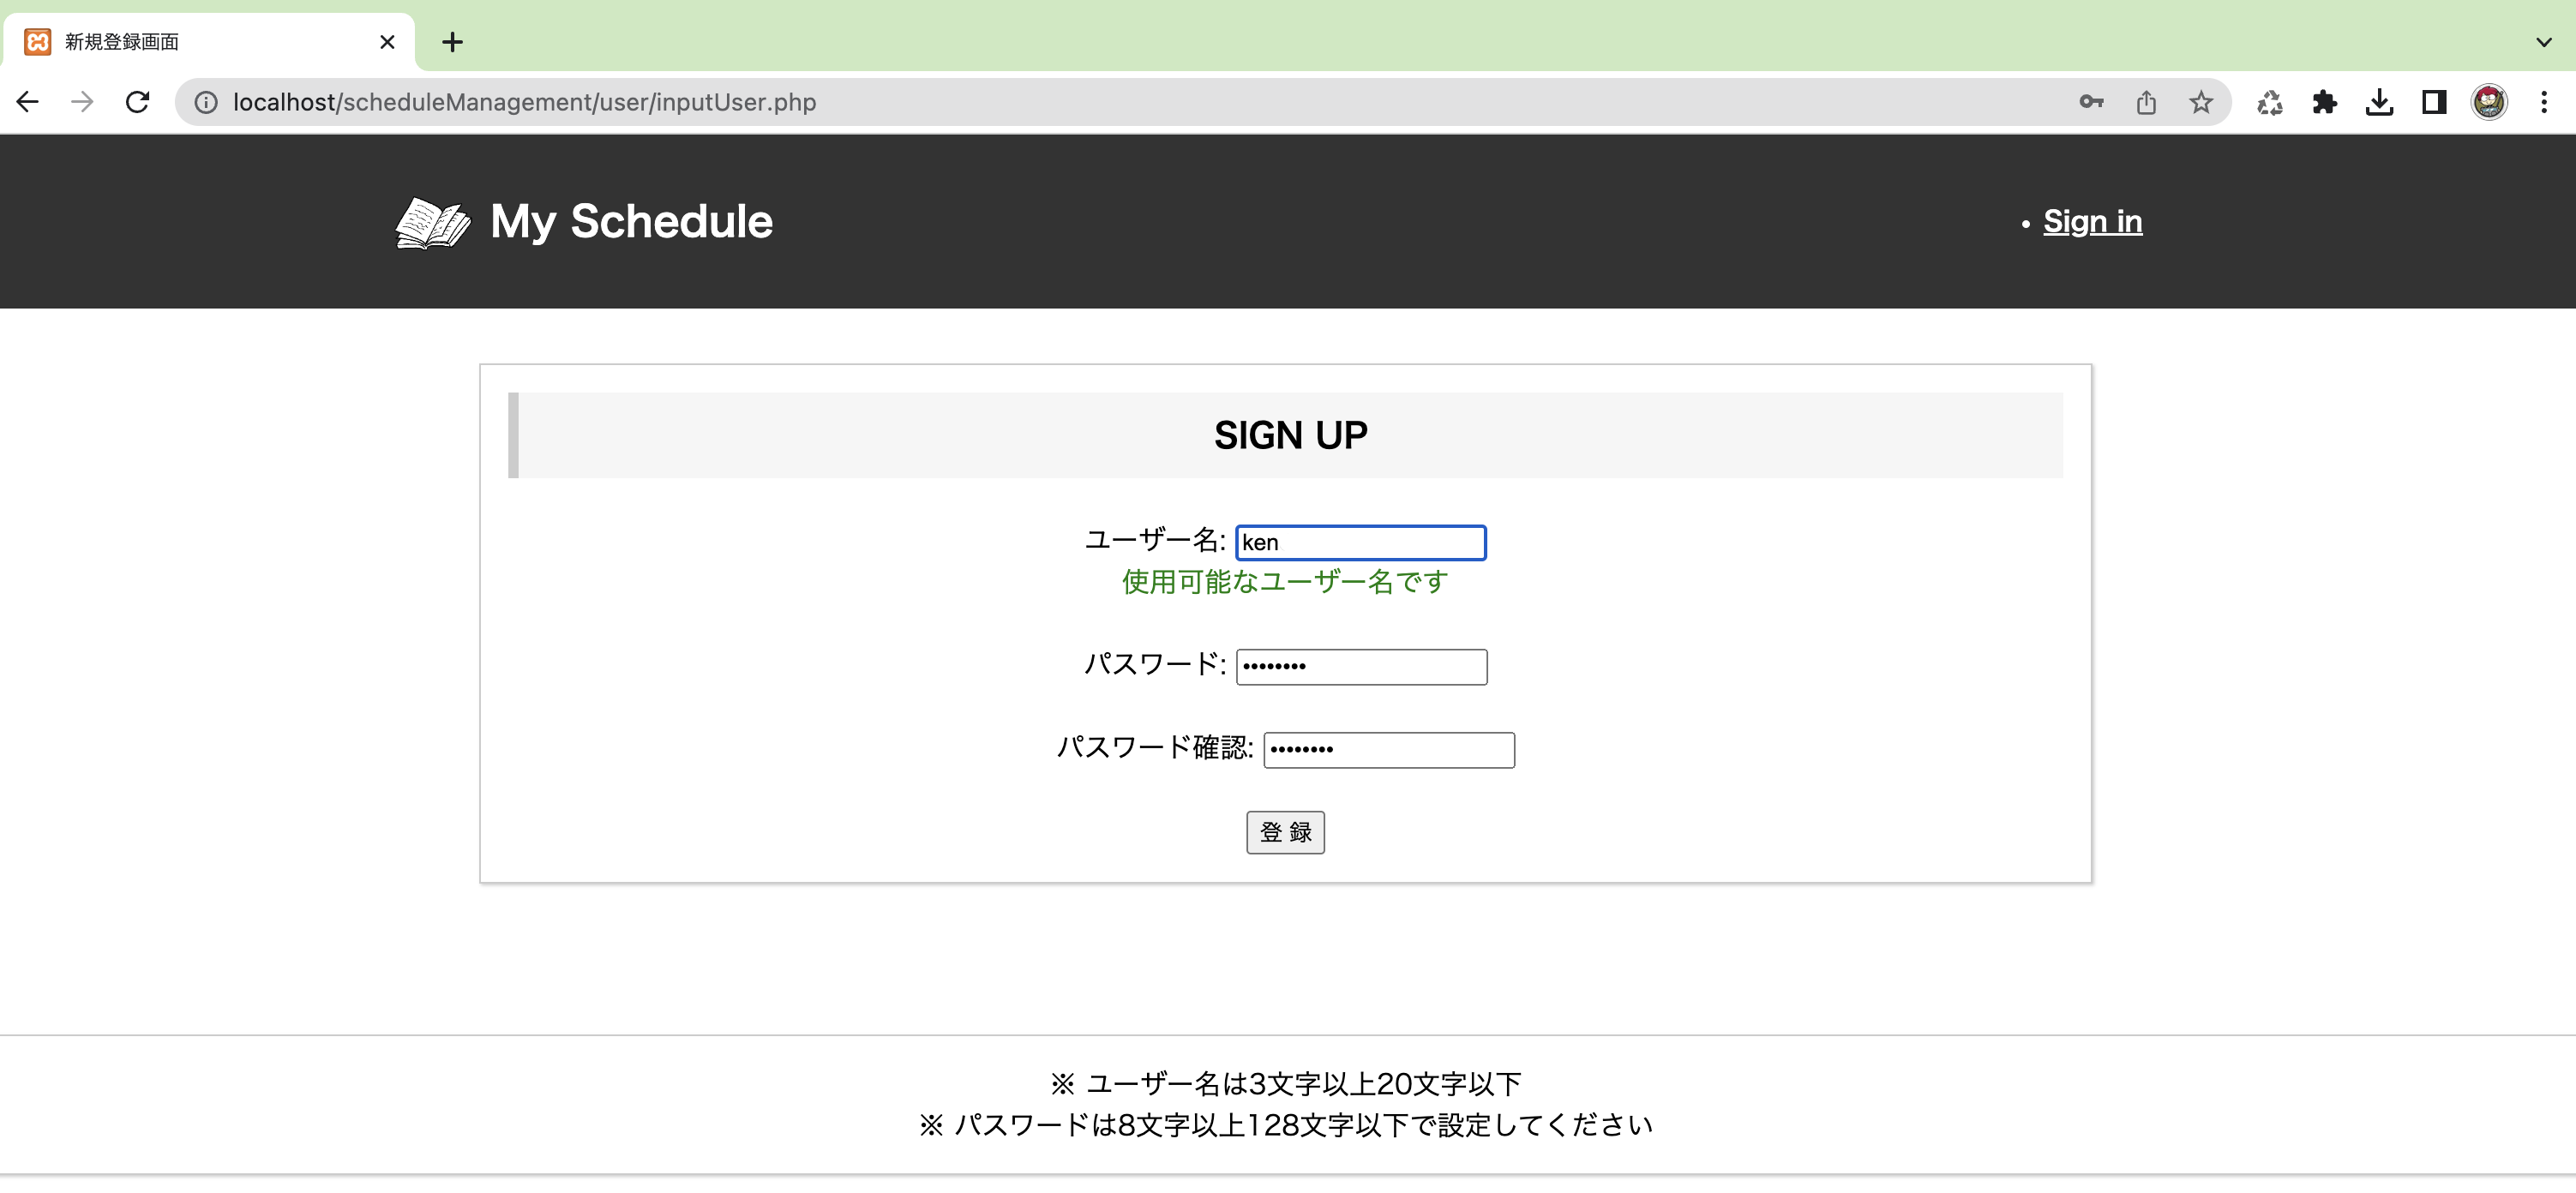 新規登録画面
localhost/scheduleManagement/user/inputUser.php
My Schedule
• Sign in
SIGN UP
ユーザー名: ken
使用可能なユーザー名です
パスワード: ••••••••
パスワード確認: ••••••••
登 録
※ ユーザー名は3文字以上20文字以下
※ パスワードは8文字以上128文字以下で設定してください